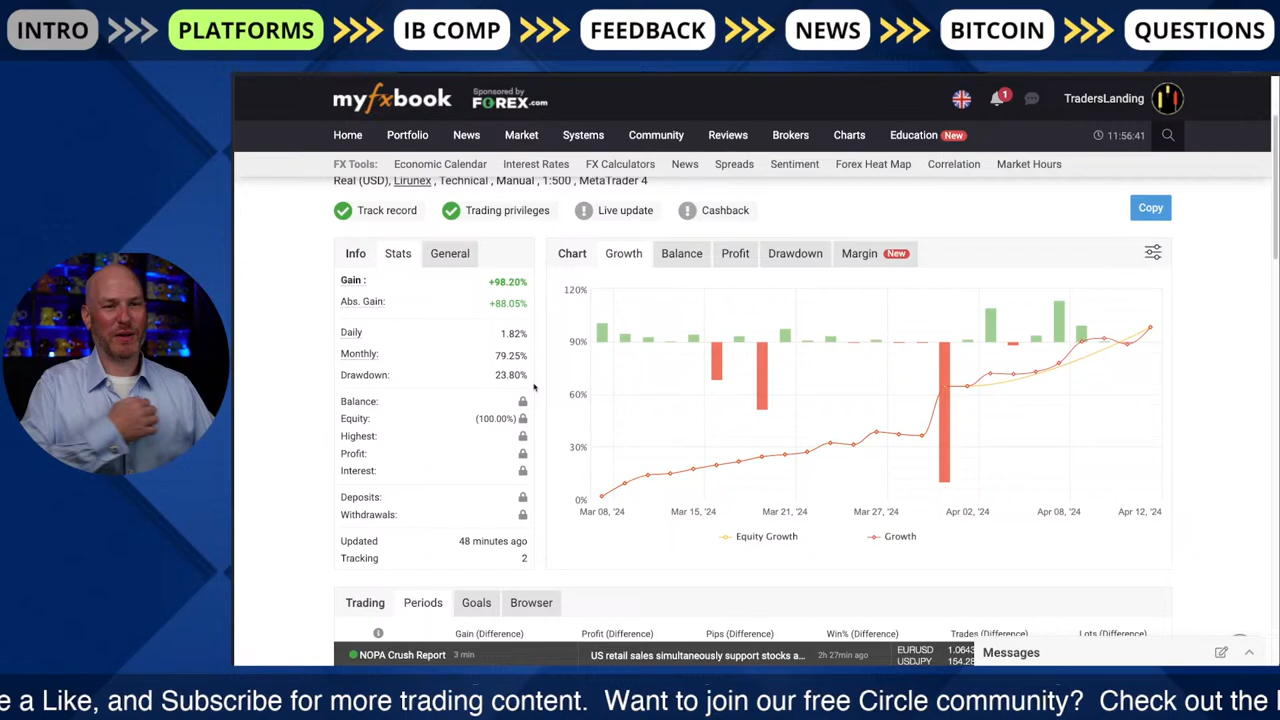 INTRO >>> PLATFORMS >>> IB COMP >>> FEEDBACK >>> NEWS >>> BITCOIN >>> QUESTIONS
myfxbook Sponsored by FOREX.com
1 TradersLanding
Home Portfolio News Market Systems Community Reviews Brokers Charts Education New 11:56:41
FX Tools: Economic Calendar Interest Rates FX Calculators News Spreads Sentiment Forex Heat Map Correlation Market Hours
Real (USD), Lirunex , Technical , Manual , 1:500 , MetaTrader 4
Track record Trading privileges Live update Cashback
Copy
Info Stats General
Gain : +98.20%
Abs. Gain: +88.05%
Daily 1.82%
Monthly: 79.25%
Drawdown: 23.80%
Balance:
Equity: (100.00%)
Highest:
Profit:
Interest:
Deposits:
Withdrawals:
Updated 48 minutes ago
Tracking 2
Chart Growth Balance Profit Drawdown Margin New
120%
90%
60%
30%
0%
Mar 08, '24 Mar 15, '24 Mar 21, '24 Mar 27, '24 Apr 02, '24 Apr 08, '24 Apr 12, '24
Equity Growth Growth
Trading Periods Goals Browser
Gain (Difference) Profit (Difference) Pips (Difference) Win% (Difference) Trades (Difference) Lots (Difference)
NOPA Crush Report 3 min US retail sales simultaneously support stocks a... 2h 27min ago
EURUSD 1.0643
USDJPY 154.28
Messages
e a Like, and Subscribe for more trading content. Want to join our free Circle community? Check out the